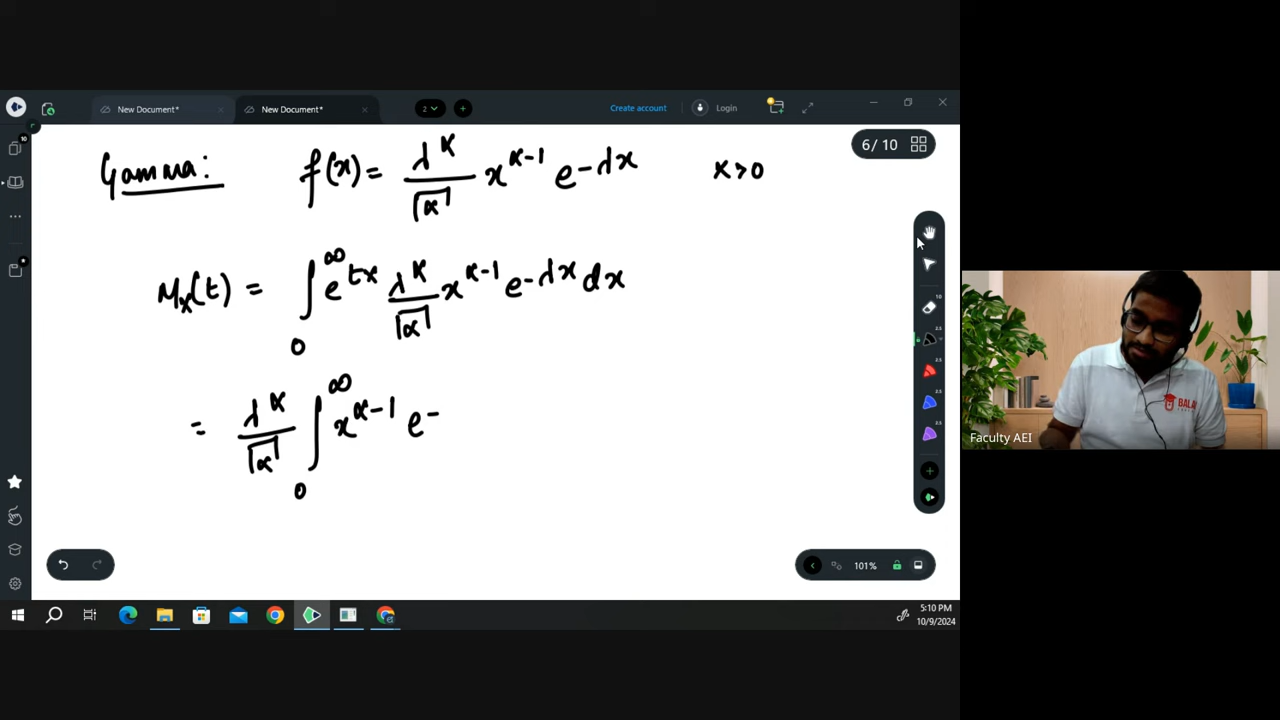 New Document*
New Document*
2
Create account
Login
6/ 10
Gamma: f(x) = λ^α / Γα x^α-1 e^-λx x>0
Mx(t) = ∫0^∞ e^tx λ^α / Γα x^α-1 e^-λx dx
= λ^α / Γα ∫0^∞ x^α-1 e^-
Faculty AEI
101%
5:10 PM
10/9/2024